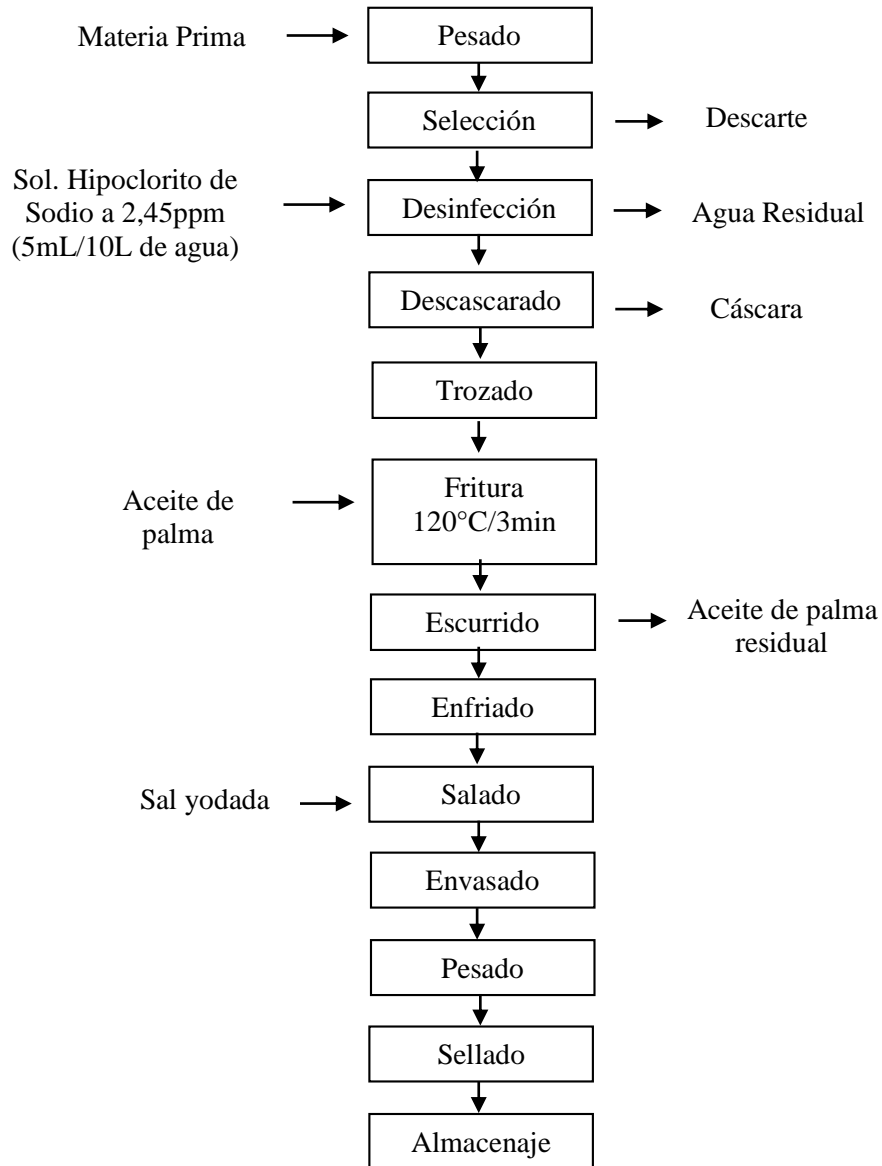 Materia Prima
Pesado
Selección
Descarte
Sol. Hipoclorito de
Sodio a 2,45ppm
(5mL/10L de agua)
Desinfección
Agua Residual
Descascarado
Cáscara
Trozado
Aceite de
palma
Fritura
120°C/3min
Escurrido
Aceite de palma
residual
Enfriado
Sal yodada
Salado
Envasado
Pesado
Sellado
Almacenaje